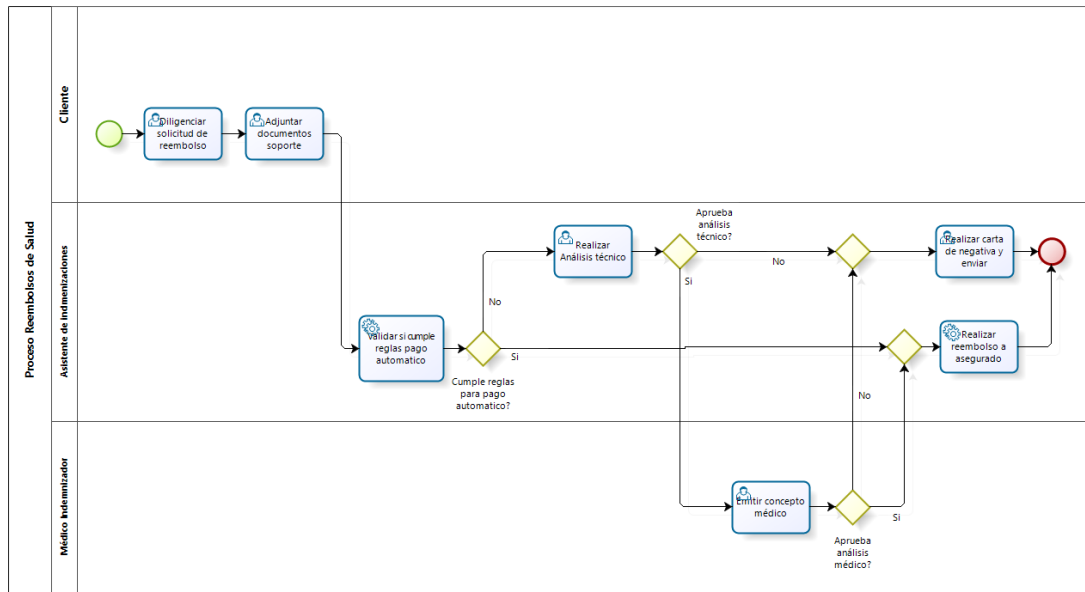 Proceso Reembolsos de Salud
Cliente
Diligenciar
solicitud de
reembolso
Adjuntar
documentos
soporte
Asistente de indmenizaciones
Validar si cumple
reglas pago
automatico
Cumple reglas
para pago
automatico?
No
Si
Realizar
Análisis técnico
Aprueba
análisis
técnico?
No
Si
Realizar carta
de negativa y
enviar
Realizar
reembolso a
asegurado
Médico Indemnizador
Emitir concepto
médico
Aprueba
análisis
médico?
No
Si